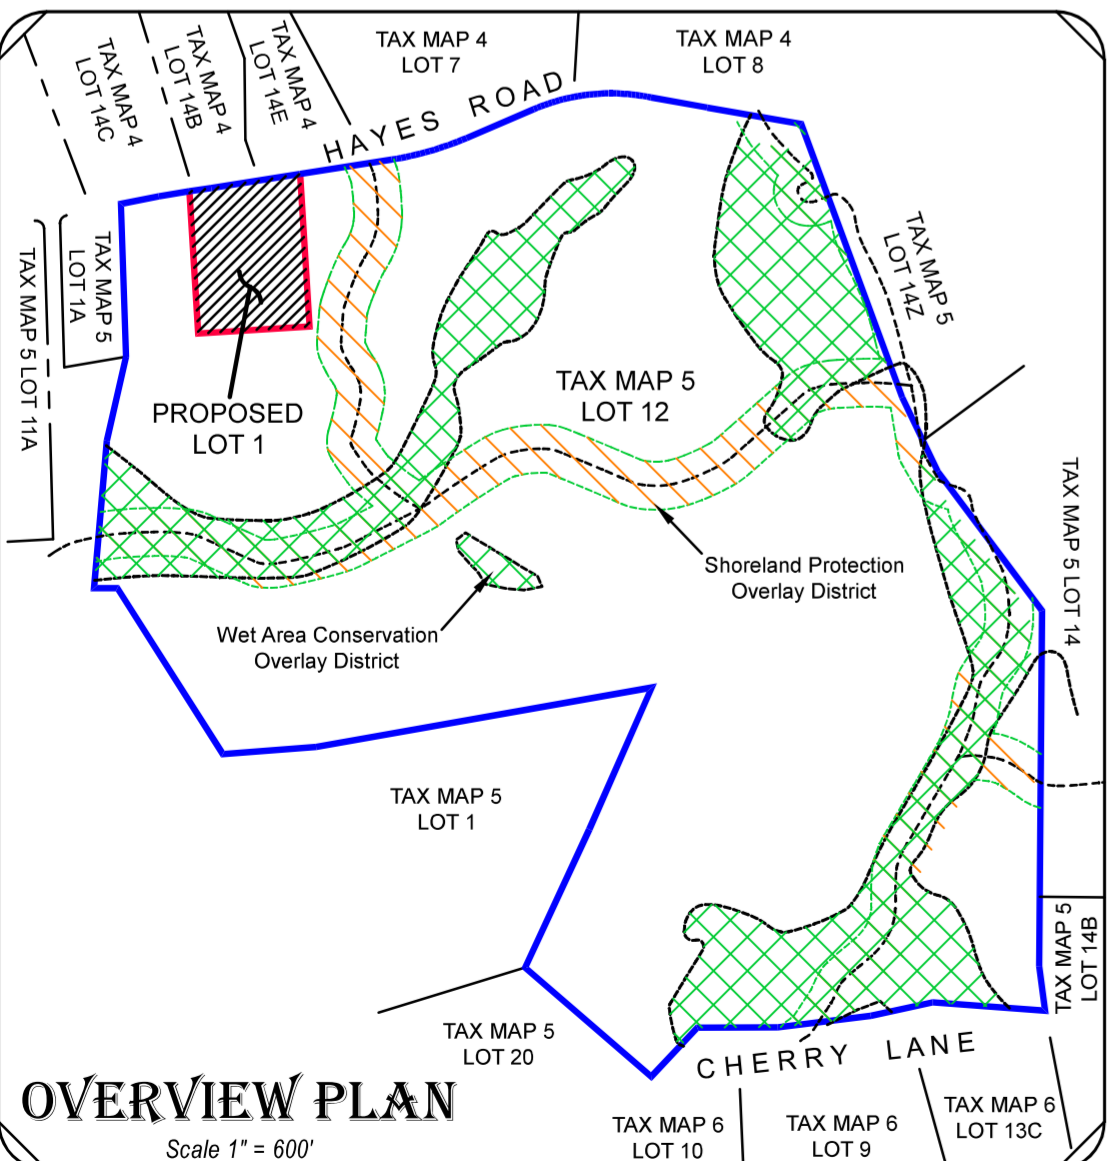 TAX MAP 4
LOT 14C
TAX MAP 4
LOT 14B
TAX MAP 4
LOT 14E
TAX MAP 4
LOT 7
TAX MAP 4
LOT 8
HAYES ROAD
TAX MAP 5 LOT 11A
TAX MAP 5
LOT 1A
TAX MAP 5
LOT 14Z
PROPOSED
LOT 1
TAX MAP 5
LOT 12
TAX MAP 5 LOT 14
Shoreland Protection
Overlay District
Wet Area Conservation
Overlay District
TAX MAP 5
LOT 1
TAX MAP 5
LOT 14B
TAX MAP 5
LOT 20
CHERRY LANE
OVERVIEW PLAN
Scale 1" = 600'
TAX MAP 6
LOT 10
TAX MAP 6
LOT 9
TAX MAP 6
LOT 13C